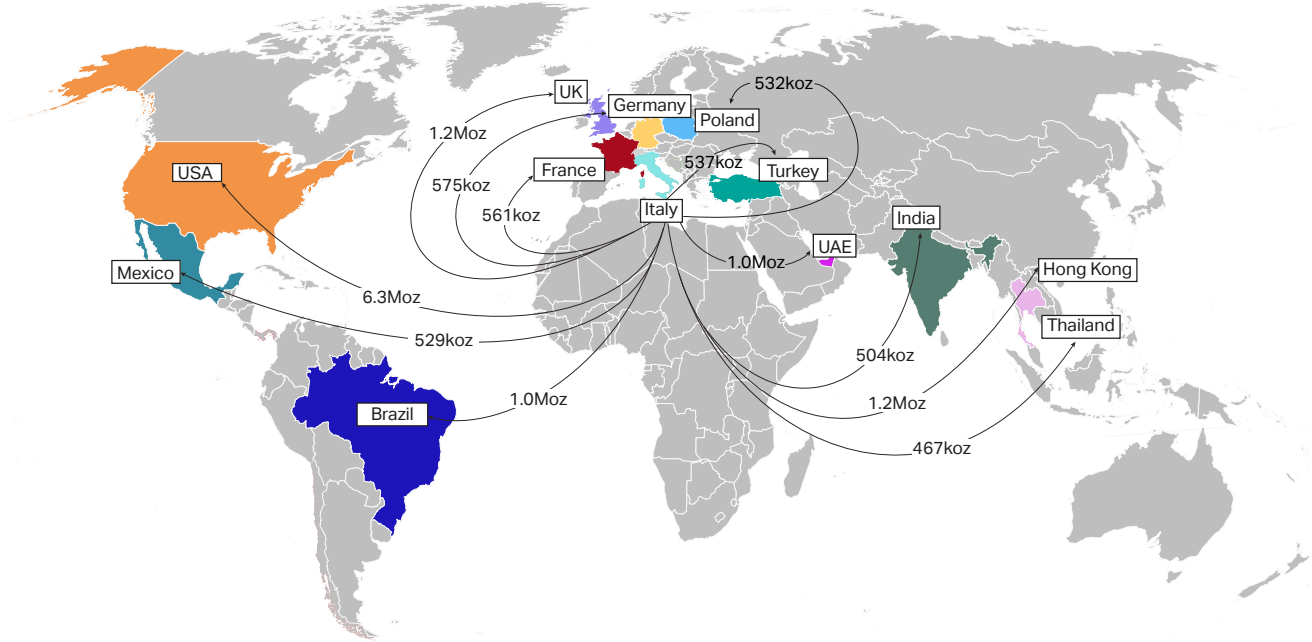 532koz
UK
Germany
Poland
1.2Moz
537koz
USA
France
Turkey
575koz
561koz
Italy
India
UAE
1.0Moz
Mexico
Hong Kong
6.3Moz
Thailand
529koz
504koz
1.0Moz
1.2Moz
Brazil
467koz